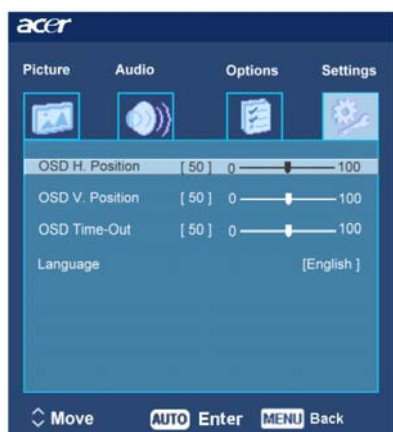 acer
Picture Audio Options Settings
OSD H. Position [ 50 ] 0 100
OSD V. Position [ 50 ] 0 100
OSD Time-Out [ 50 ] 0 100
Language [English ]
Move AUTO Enter MENU Back